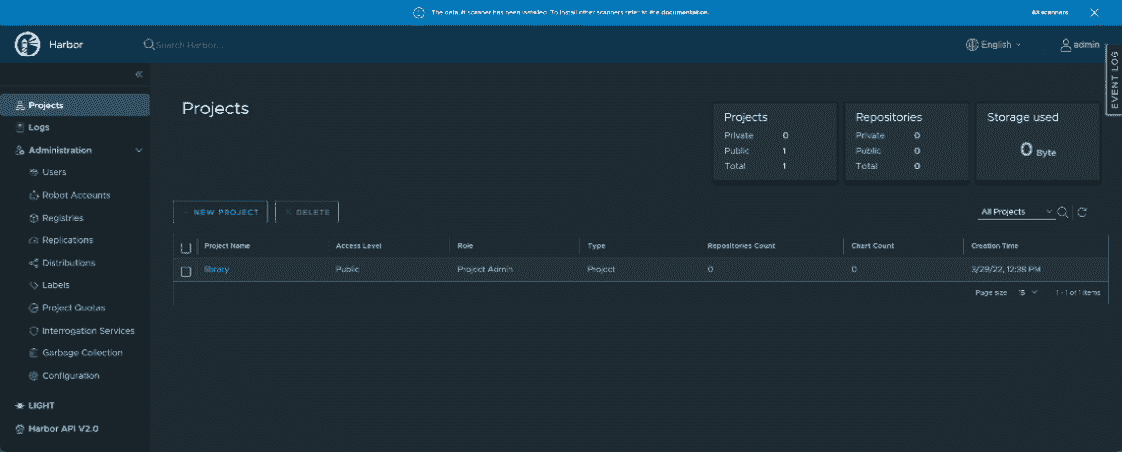 The default scanner has been installed. To install other scanners refer to the documentation.
All scanners
Harbor
Search Harbor...
English
admin
EVENT LOG
Projects
Logs
Administration
Users
Robot Accounts
Registries
Replications
Distributions
Labels
Project Quotas
Interrogation Services
Garbage Collection
Configuration
LIGHT
Harbor API V2.0
Projects
Projects
Private 0
Public 1
Total 1
Repositories
Private 0
Public 0
Total 0
Storage used
0 Byte
NEW PROJECT
DELETE
All Projects
Project Name Access Level Role Type Repositories Count Chart Count Creation Time
library Public Project Admin Project 0 0 3/29/22, 12:38 PM
Page size 15 1 - 1 of 1 items